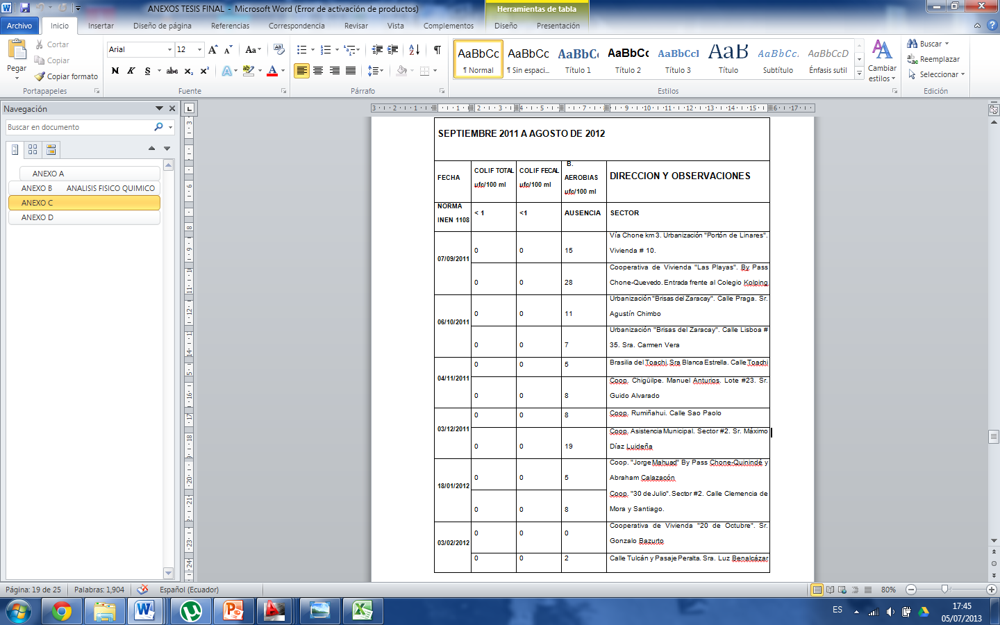 ANEXOS TESIS FINAL - Microsoft Word (Error de activación de productos)
Herramientas de tabla
Archivo Inicio Insertar Diseño de página Referencias Correspondencia Revisar Vista Complementos Diseño Presentación
Pegar
Cortar
Copiar
Copiar formato
Portapapeles
Arial 12
Fuente
Párrafo
AaBbCc AaBbCc AaBbCc AaBbCc AaBbCcI AaB AaBbCc. AaBbCcD
¶ Normal ¶ Sin espaci... Título 1 Título 2 Título 3 Título Subtítulo Énfasis sutil
Estilos
Cambiar estilos
Buscar
Reemplazar
Seleccionar
Edición
Navegación
Buscar en documento
ANEXO A
ANEXO B ANALISIS FISICO QUIMICO
ANEXO C
ANEXO D
SEPTIEMBRE 2011 A AGOSTO DE 2012
FECHA COLIF TOTAL µfc/100 ml COLIF FECAL µfc/100 ml B. AEROBIAS µfc/100 ml DIRECCION Y OBSERVACIONES
NORMA INEN 1108 < 1 <1 AUSENCIA SECTOR
07/09/2011 0 0 15 Vía Chone km 3. Urbanización "Portón de Linares". Vivienda # 10.
0 0 28 Cooperativa de Vivienda "Las Playas". By Pass Chone-Quevedo. Entrada frente al Colegio Kolping
06/10/2011 0 0 11 Urbanización "Brisas del Zaracay". Calle Praga. Sr. Agustín Chimbo
0 0 7 Urbanización "Brisas del Zaracay". Calle Lisboa # 35. Sra. Carmen Vera
04/11/2011 0 0 5 Brasilia del Toachi. Sra Blanca Estrella. Calle Toachi
0 0 8 Coop. Chigüilpe. Manuel Anturios. Lote #23. Sr. Guido Alvarado
03/12/2011 0 0 8 Coop. Rumiñahui. Calle Sao Paolo
0 0 19 Coop. Asistencia Municipal. Sector #2. Sr. Máximo Díaz Luideña
18/01/2012 0 0 5 Coop. "Jorge Mahuad" By Pass Chone-Quinindé y Abraham Calazacón
0 0 8 Coop. "30 de Julio". Sector #2. Calle Clemencia de Mora y Santiago.
03/02/2012 0 0 0 Cooperativa de Vivienda "20 de Octubre". Sr. Gonzalo Bazurto
0 0 2 Calle Tulcán y Pasaje Peralta. Sra. Luz Benalcázar
Página: 19 de 25 Palabras: 1,904 Español (Ecuador) 80%
ES 17:45
05/07/2013